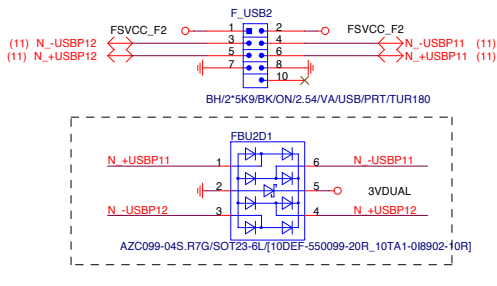 F_USB2
FSVCC_F2 1 2 FSVCC_F2
(11) N_-USBP12 3 4 N_-USBP11 (11)
(11) N_+USBP12 5 6 N_+USBP11 (11)
7 8
10
BH/2*5K9/BK/ON/2.54/VA/USB/PRT/TUR180
FBU2D1
N_+USBP11 1 6 N_-USBP11
2 5 3VDUAL
N_-USBP12 3 4 N_+USBP12
AZC099-04S.R7G/SOT23-6L/[10DEF-550099-20R_10TA1-0I8902-10R]